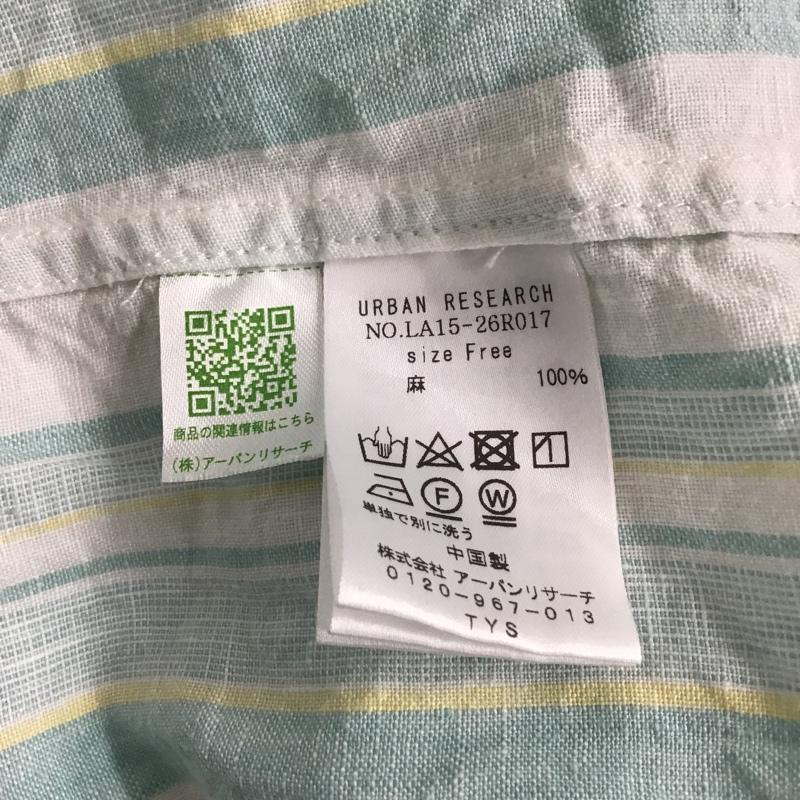 商品の関連情報はこちら
(株)アーバンリサーチ
URBAN RESEARCH
NO.LA15-26R017
size Free
麻 100%
F W
単独で別に洗う
中国製
株式会社 アーバンリサーチ
0120-967-013
TYS